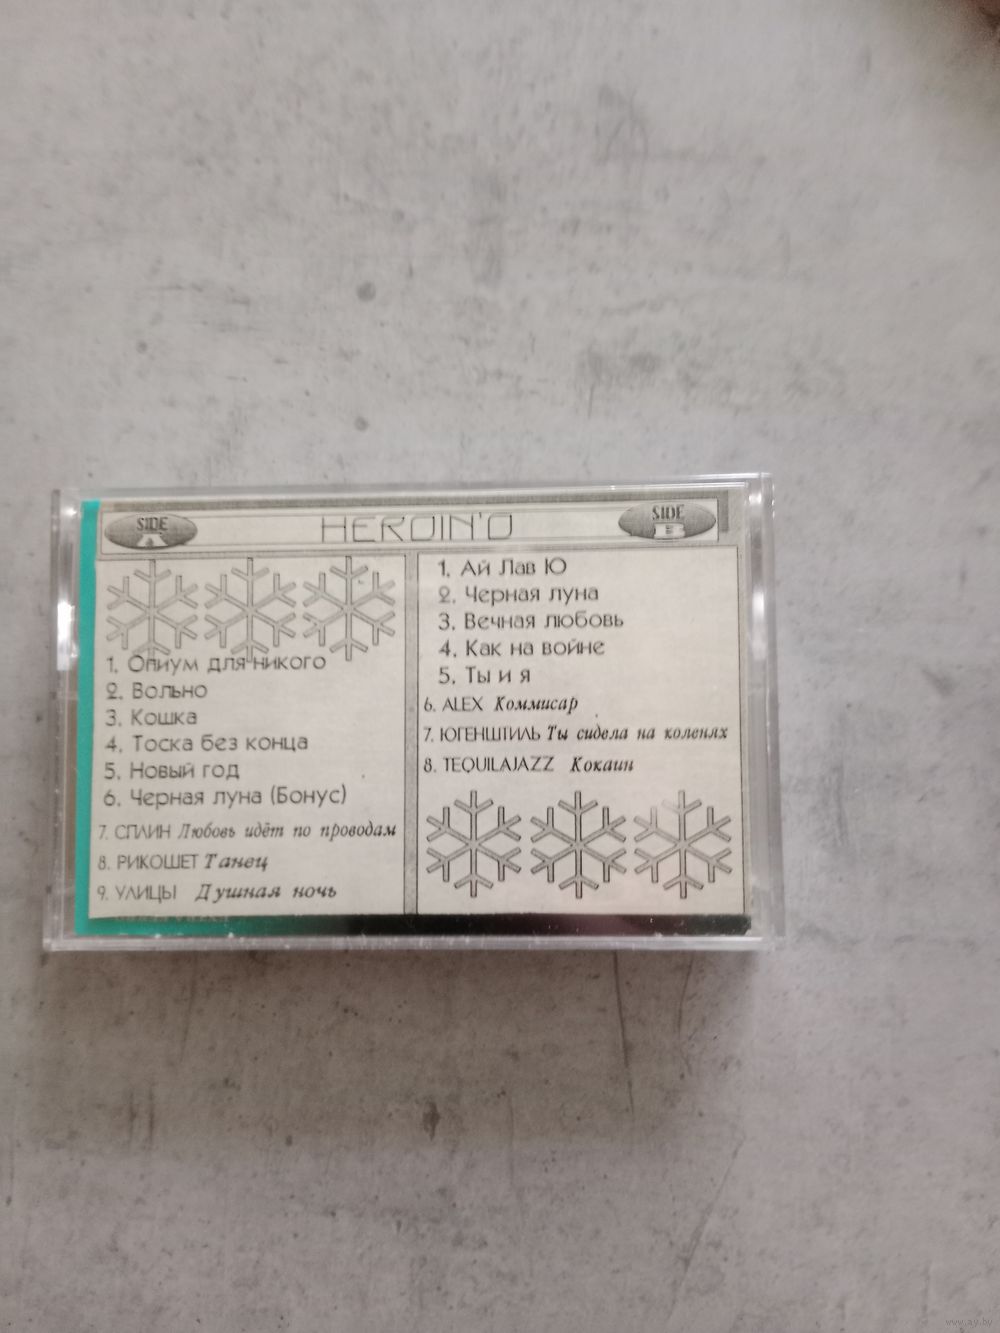 SIDE A
HEROIN'O
SIDE B
1. Опиум для никого
2. Вольно
3. Кошка
4. Тоска без конца
5. Новый год
6. Черная луна (Бонус)
7. СПЛИН Любовь идёт по проводам
8. РИКОШЕТ Танец
9. УЛИЦЫ Душная ночь
1. Ай Лав Ю
2. Черная луна
3. Вечная любовь
4. Как на войне
5. Ты и я
6. ALEX Коммисар
7. ЮГЕНШТИЛЬ Ты сидела на коленях
8. TEQUILAJAZZ Кокаин
www.ay.by